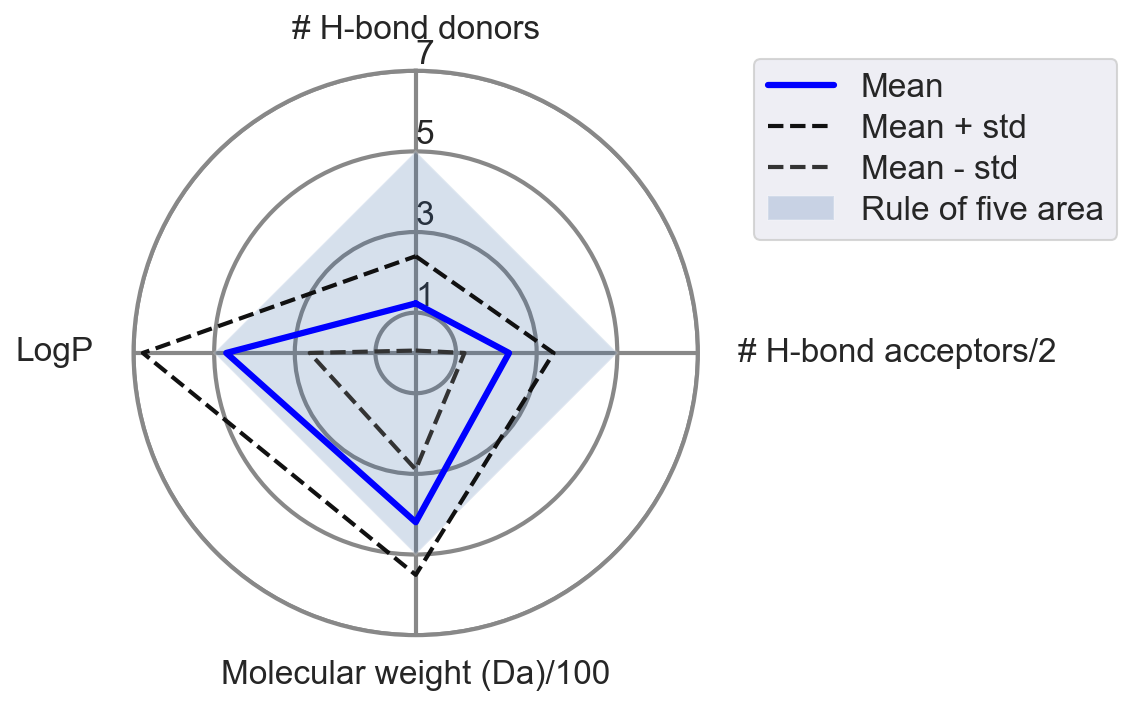 # H-bond donors
7
5
3
1
Mean
Mean + std
Mean - std
Rule of five area
LogP
# H-bond acceptors/2
Molecular weight (Da)/100